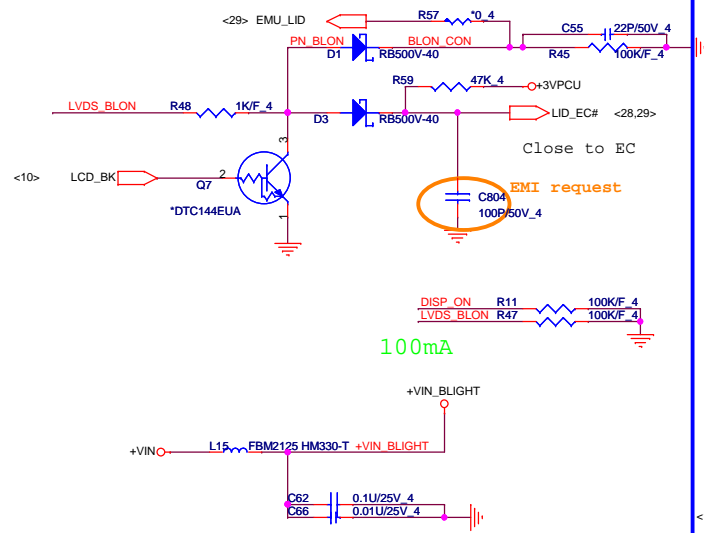 R57 *0_4
<29> EMU_LID
C55 22P/50V_4
PN_BLON BLON_CON
D1 RB500V-40 R45 100K/F_4
R59 47K_4
+3VPCU
LVDS_BLON R48 1K/F_4
D3 RB500V-40 LID_EC# <28,29>
3
Close to EC
<10> LCD_BK 2
Q7
EMI request
C804
*DTC144EUA 1 100P/50V_4
DISP_ON R11 100K/F_4
LVDS_BLON R47 100K/F_4
100mA
+VIN_BLIGHT
+VIN L15 FBM2125 HM330-T +VIN_BLIGHT
C62 0.1U/25V_4
C66 0.01U/25V_4
<